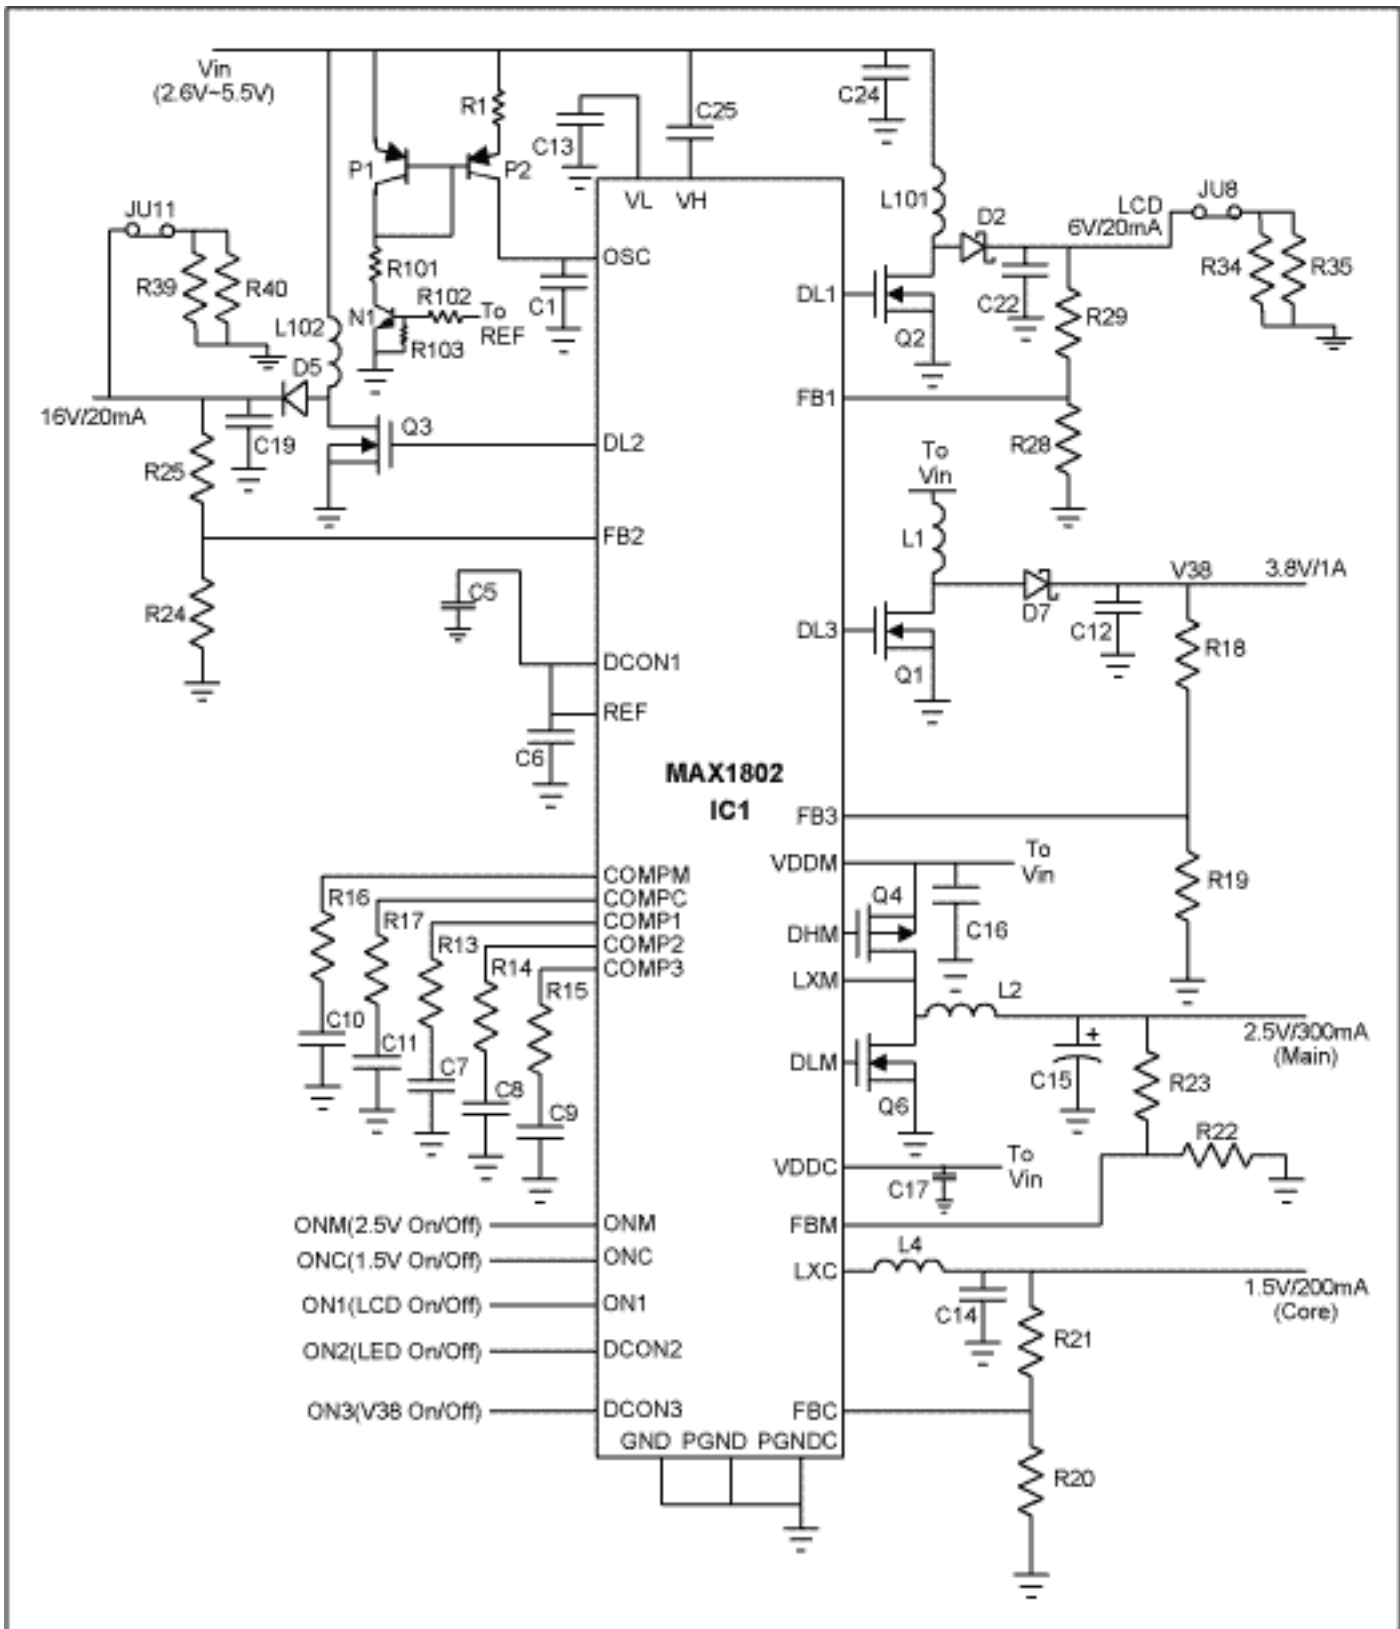 Vin
(2.6V~5.5V)
R1
C13
C25
C24
P1
P2
VL
VH
L101
D2
LCD
6V/20mA
JU8
JU11
OSC
R39
R40
R101
R102
To
REF
N1
R103
C1
L102
D5
DL1
Q2
C22
R29
R34
R35
16V/20mA
C19
Q3
DL2
FB1
R28
R25
FB2
To
Vin
L1
R24
C5
DCON1
REF
C6
DL3
Q1
D7
V38
3.8V/1A
C12
R18
MAX1802
IC1
FB3
VDDM
To
Vin
R19
COMPM
COMPC
COMP1
COMP2
COMP3
R16
R17
R13
R14
R15
C10
C11
C7
C8
C9
Q4
DHM
C16
LXM
L2
2.5V/300mA
(Main)
DLM
Q6
C15
+
R23
R22
VDDC
C17
To
Vin
FBM
LXC
L4
1.5V/200mA
(Core)
C14
R21
FBC
R20
ONM(2.5V On/Off)
ONM
ONC(1.5V On/Off)
ONC
ON1(LCD On/Off)
ON1
ON2(LED On/Off)
DCON2
ON3(V38 On/Off)
DCON3
GND
PGND
PGNDC